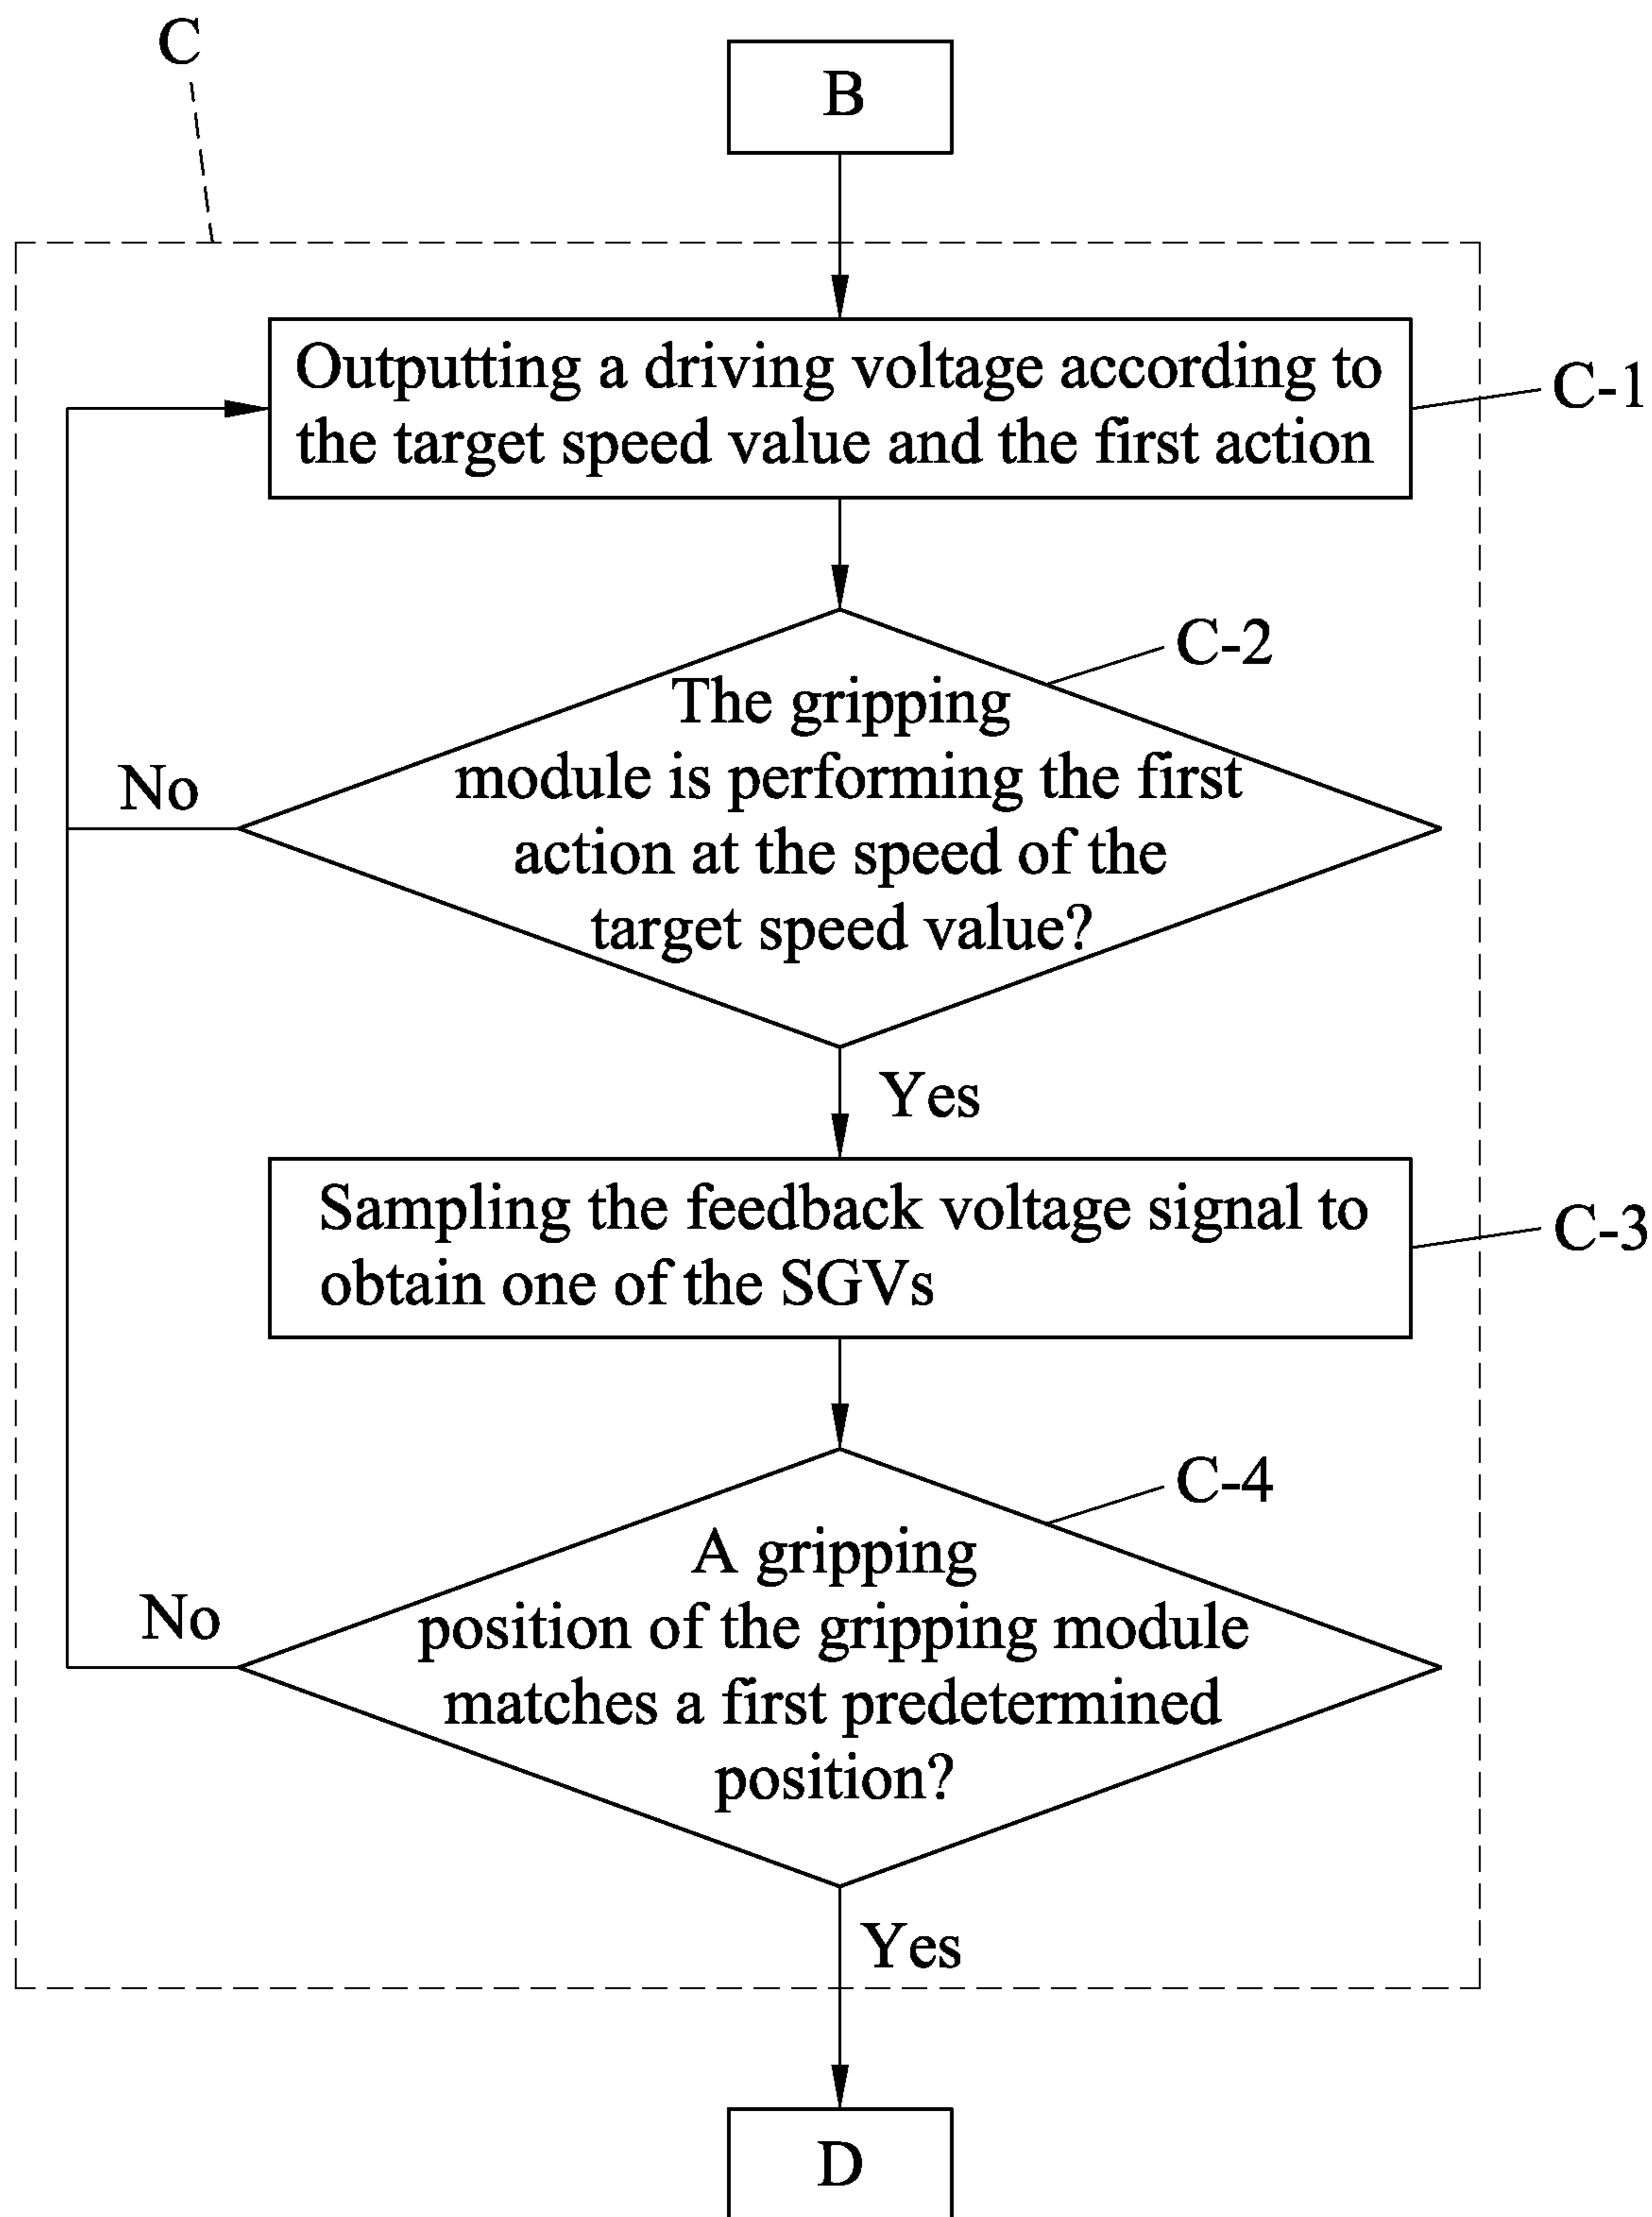 C
B
Outputting a driving voltage according to
the target speed value and the first action
C-1
C-2
The gripping
module is performing the first
action at the speed of the
target speed value?
No
Yes
Sampling the feedback voltage signal to
obtain one of the SGVs
C-3
C-4
A gripping
position of the gripping module
matches a first predetermined
position?
No
Yes
D